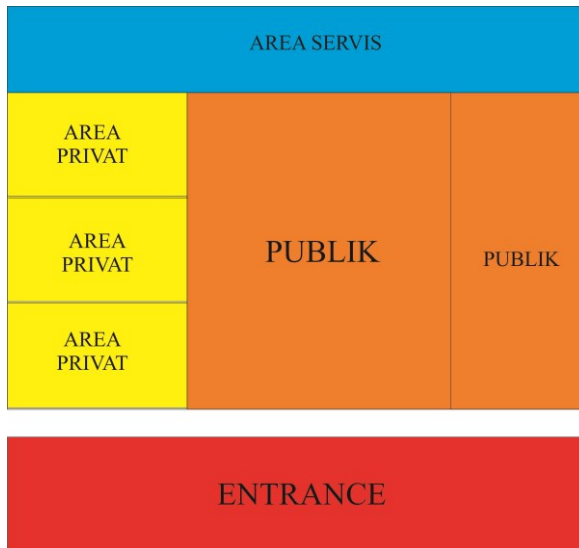 AREA SERVIS
AREA
PRIVAT
AREA
PRIVAT
AREA
PRIVAT
PUBLIK
PUBLIK
ENTRANCE